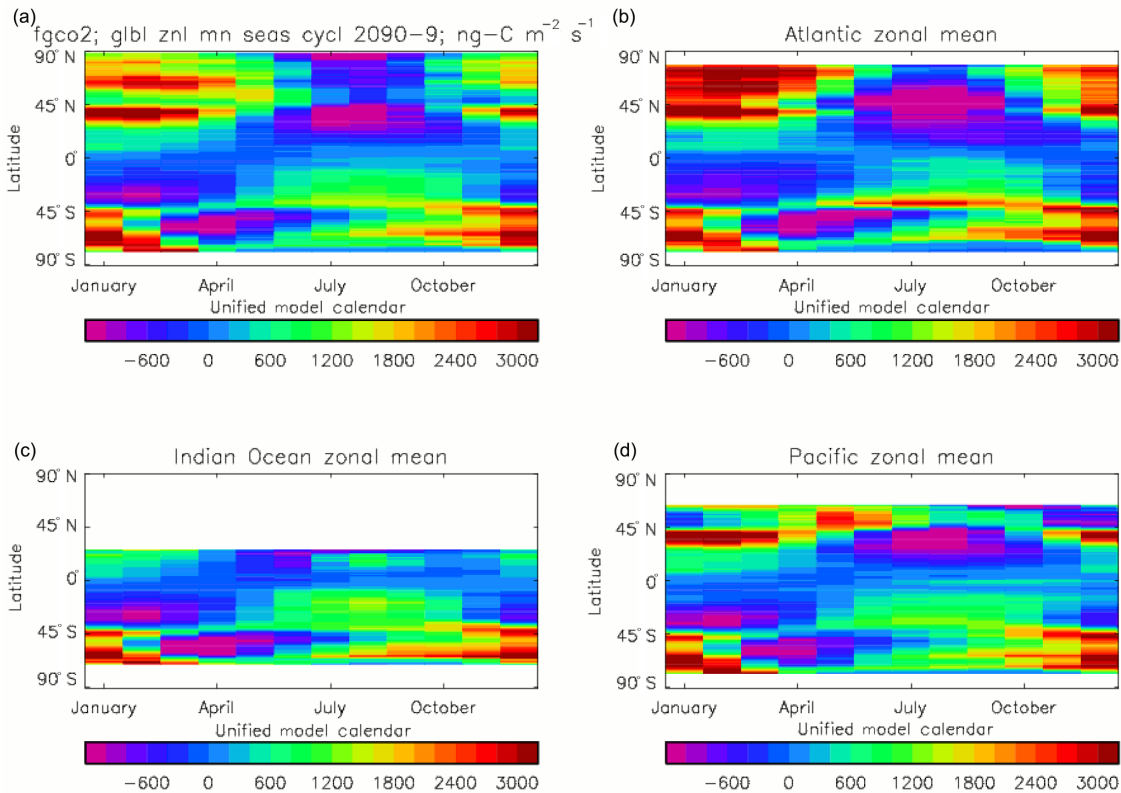 (a)
fgco2; glbl znl mn seas cycl 2090-9; ng-C m⁻² s⁻¹
90° N
45° N
0°
45° S
90° S
Latitude
January April July October
Unified model calendar
-600 0 600 1200 1800 2400 3000
(b)
Atlantic zonal mean
90° N
45° N
0°
45° S
90° S
Latitude
January April July October
Unified model calendar
-600 0 600 1200 1800 2400 3000
(c)
Indian Ocean zonal mean
90° N
45° N
0°
45° S
90° S
Latitude
January April July October
Unified model calendar
-600 0 600 1200 1800 2400 3000
(d)
Pacific zonal mean
90° N
45° N
0°
45° S
90° S
Latitude
January April July October
Unified model calendar
-600 0 600 1200 1800 2400 3000